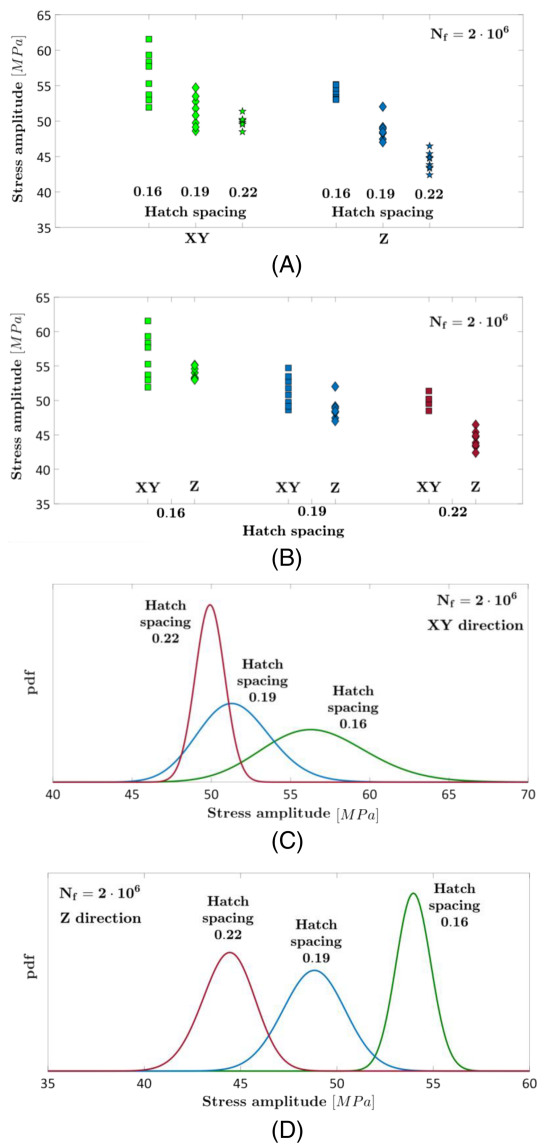 65
60
55
50
45
40
35
Stress amplitude [MPa]
N_f = 2 · 10^6
0.16 0.19 0.22
Hatch spacing
XY
0.16 0.19 0.22
Hatch spacing
Z
(A)
65
60
55
50
45
40
35
Stress amplitude [MPa]
N_f = 2 · 10^6
XY Z XY Z XY Z
0.16 0.19 0.22
Hatch spacing
(B)
N_f = 2 · 10^6
XY direction
Hatch
spacing
0.22
Hatch
spacing
0.19
Hatch
spacing
0.16
pdf
40 45 50 55 60 65 70
Stress amplitude [MPa]
(C)
N_f = 2 · 10^6
Z direction
Hatch
spacing
0.22
Hatch
spacing
0.19
Hatch
spacing
0.16
pdf
35 40 45 50 55 60
Stress amplitude [MPa]
(D)